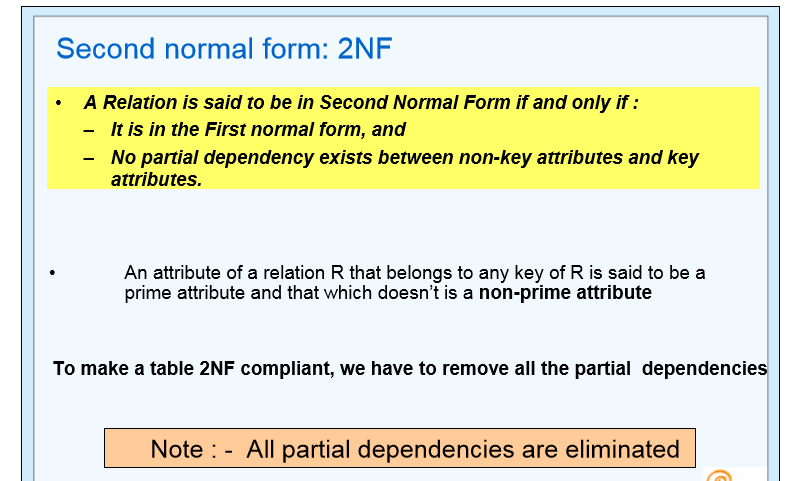 Second normal form: 2NF
• A Relation is said to be in Second Normal Form if and only if :
– It is in the First normal form, and
– No partial dependency exists between non-key attributes and key
attributes.
• An attribute of a relation R that belongs to any key of R is said to be a
prime attribute and that which doesn’t is a non-prime attribute
To make a table 2NF compliant, we have to remove all the partial  dependencies
Note : -  All partial dependencies are eliminated